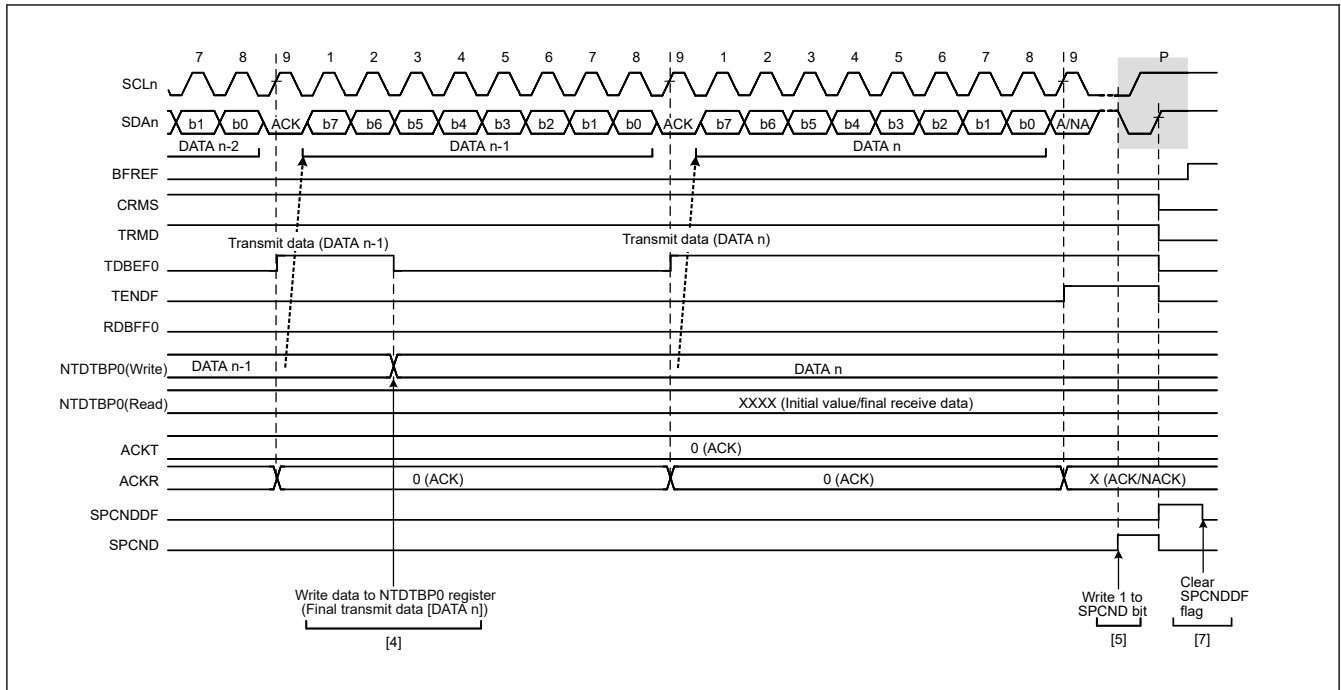 7 8 9 1 2 3 4 5 6 7 8 9 1 2 3 4 5 6 7 8 9 P
SCLn
SDAn b1 b0 ACK b7 b6 b5 b4 b3 b2 b1 b0 ACK b7 b6 b5 b4 b3 b2 b1 b0 A/NA
DATA n-2 DATA n-1 DATA n
BFREF
CRMS
TRMD
Transmit data (DATA n-1) Transmit data (DATA n)
TDBEF0
TENDF
RDBFF0
NTDTBP0(Write) DATA n-1 DATA n
NTDTBP0(Read) XXXX (Initial value/final receive data)
ACKT 0 (ACK)
ACKR 0 (ACK) 0 (ACK) X (ACK/NACK)
SPCNDDF
SPCND
Write data to NTDTBP0 register
(Final transmit data [DATA n])
[4]
Write 1 to
SPCND bit
[5]
Clear
SPCNDDF
flag
[7]